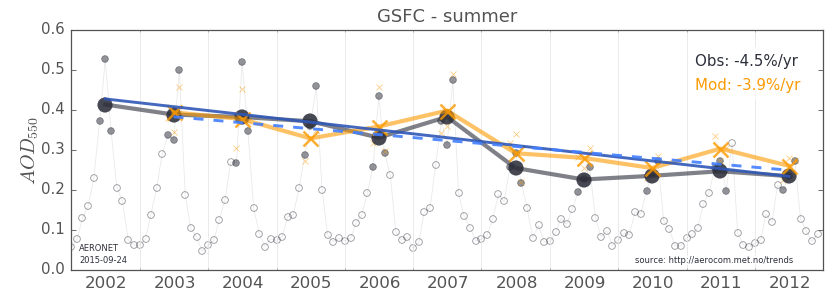 GSFC - summer
0.6
0.5
0.4
0.3
0.2
0.1
0.0
AOD550
Obs: -4.5%/yr
Mod: -3.9%/yr
AERONET
2015-09-24
source: http://aerocom.met.no/trends
2002 2003 2004 2005 2006 2007 2008 2009 2010 2011 2012